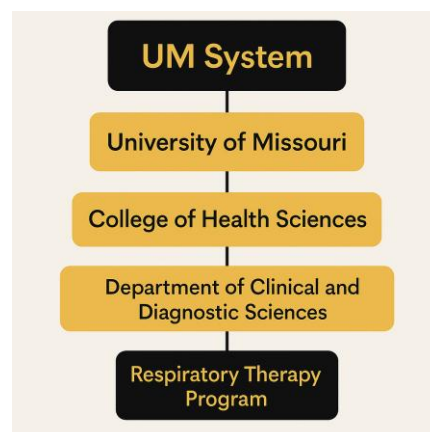 UM System
University of Missouri
College of Health Sciences
Department of Clinical and
Diagnostic Sciences
Respiratory Therapy
Program